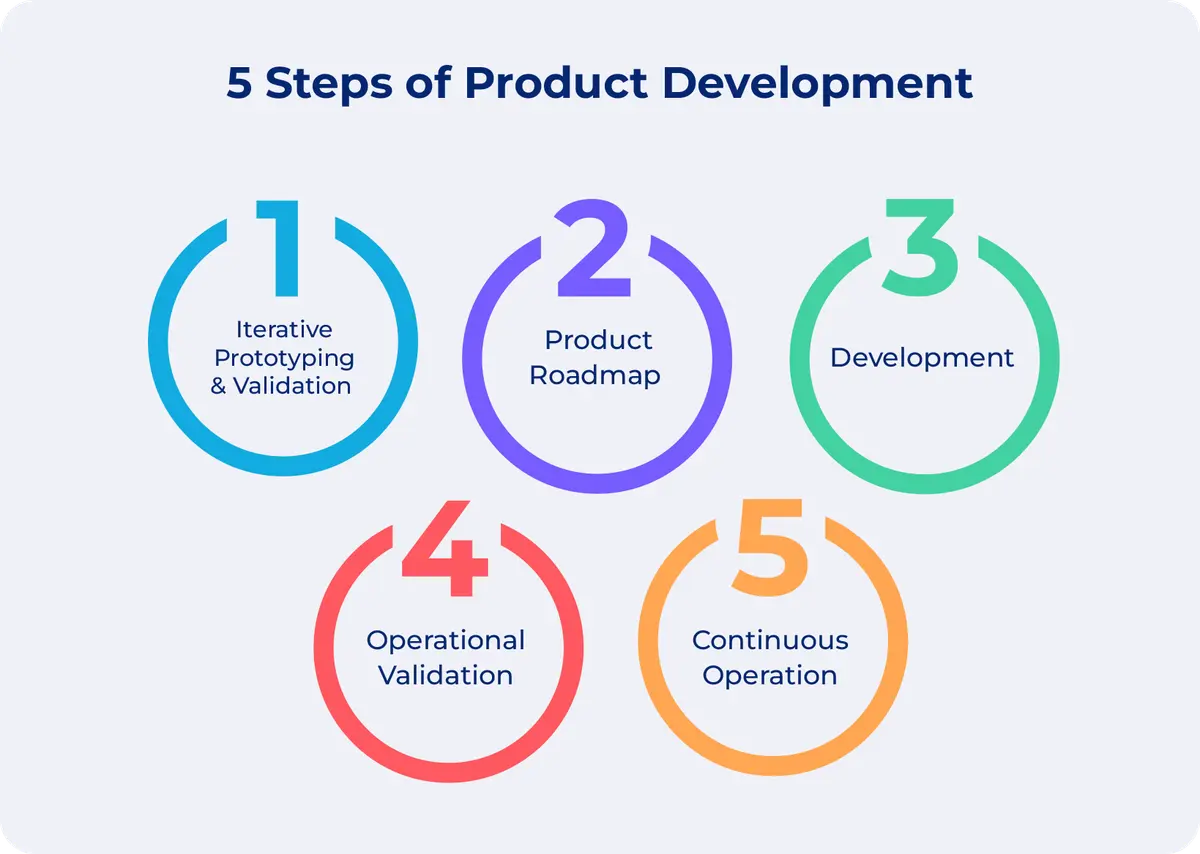 5 Steps of Product Development
1
Iterative
Prototyping
& Validation
2
Product
Roadmap
3
Development
4
Operational
Validation
5
Continuous
Operation